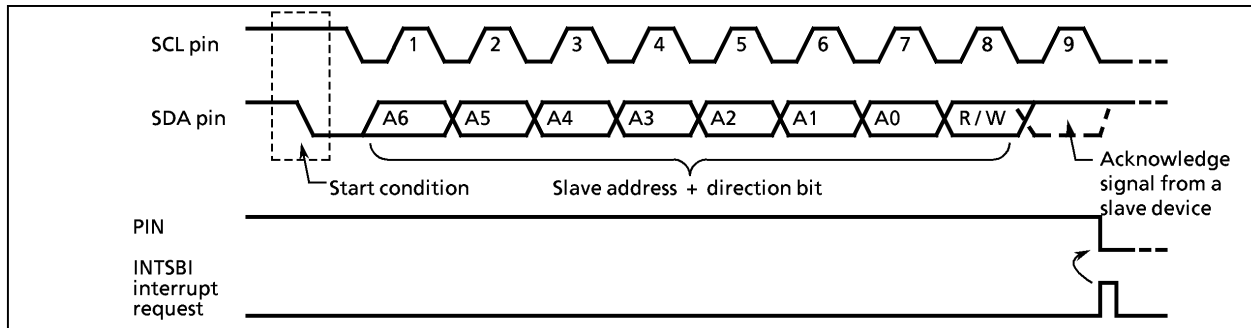 SCL pin
1 2 3 4 5 6 7 8 9
SDA pin
A6 A5 A4 A3 A2 A1 A0 R / W
Start condition
Slave address + direction bit
Acknowledge
signal from a
slave device
PIN
INTSBI
interrupt
request